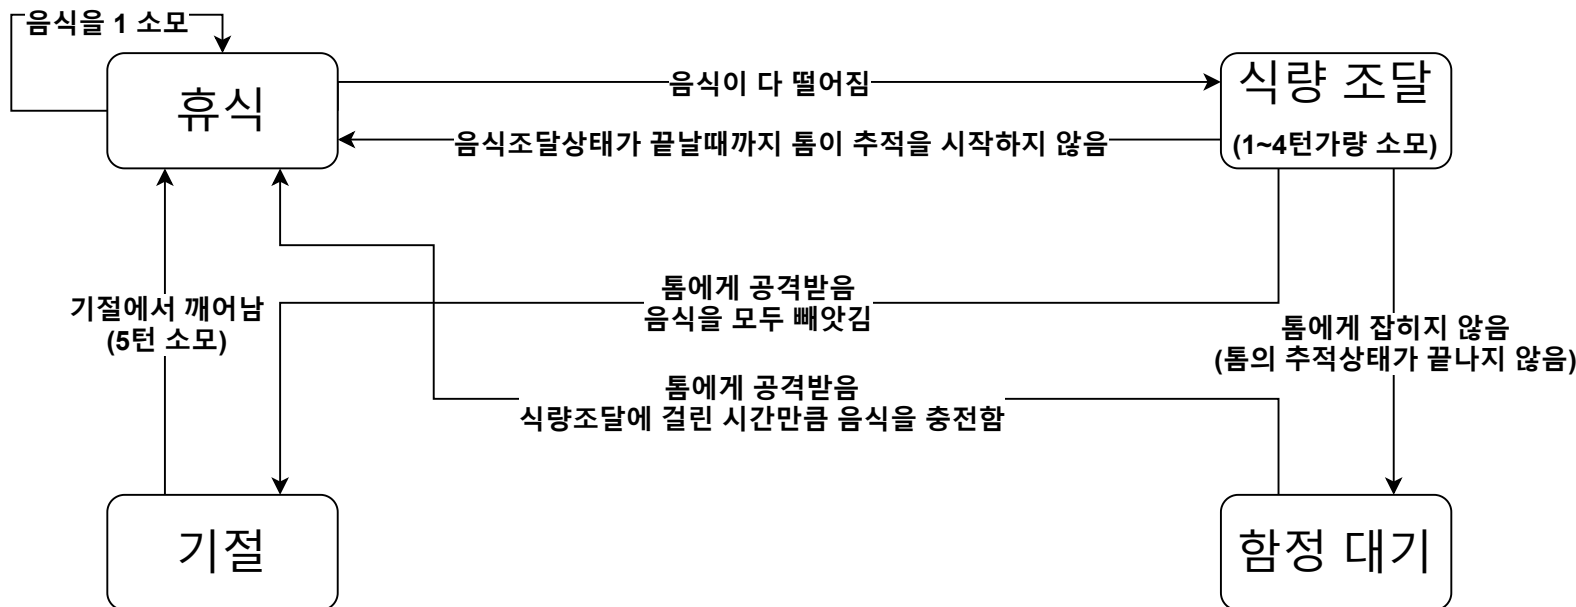 음식을 1 소모
휴식
음식이 다 떨어짐
식량 조달
(1~4턴가량 소모)
음식조달상태가 끝날때까지 톰이 추적을 시작하지 않음
기절에서 깨어남
(5턴 소모)
톰에게 공격받음
음식을 모두 빼앗김
톰에게 잡히지 않음
(톰의 추적상태가 끝나지 않음)
톰에게 공격받음
식량조달에 걸린 시간만큼 음식을 충전함
기절
함정 대기